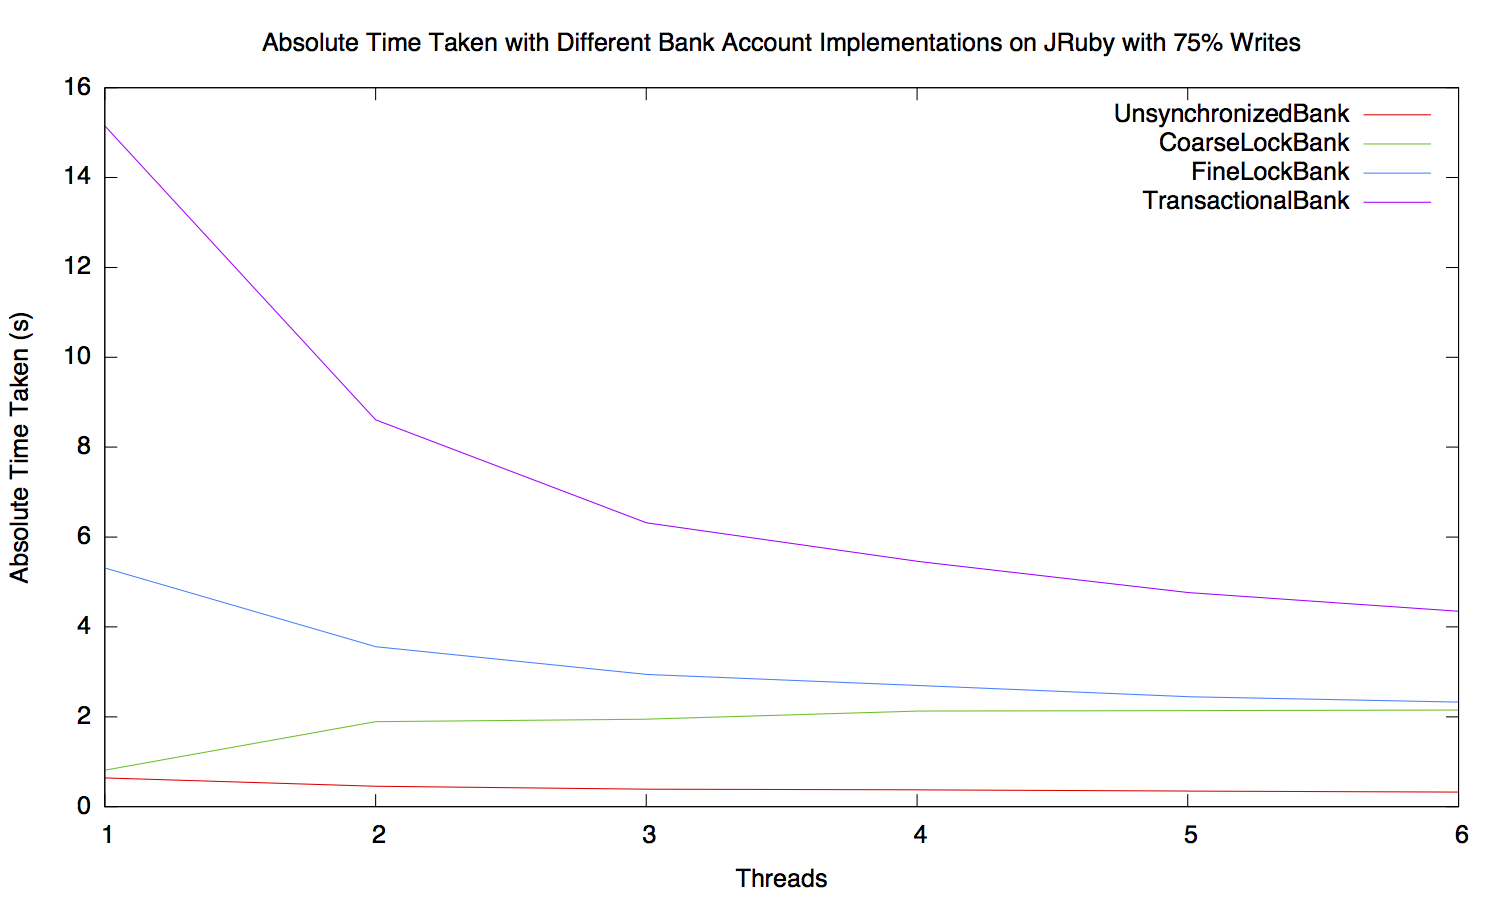 Absolute Time Taken with Different Bank Account Implementations on JRuby with 75% Writes
16
14
12
10
8
6
4
2
0
Absolute Time Taken (s)
UnsynchronizedBank
CoarseLockBank
FineLockBank
TransactionalBank
1 2 3 4 5 6
Threads